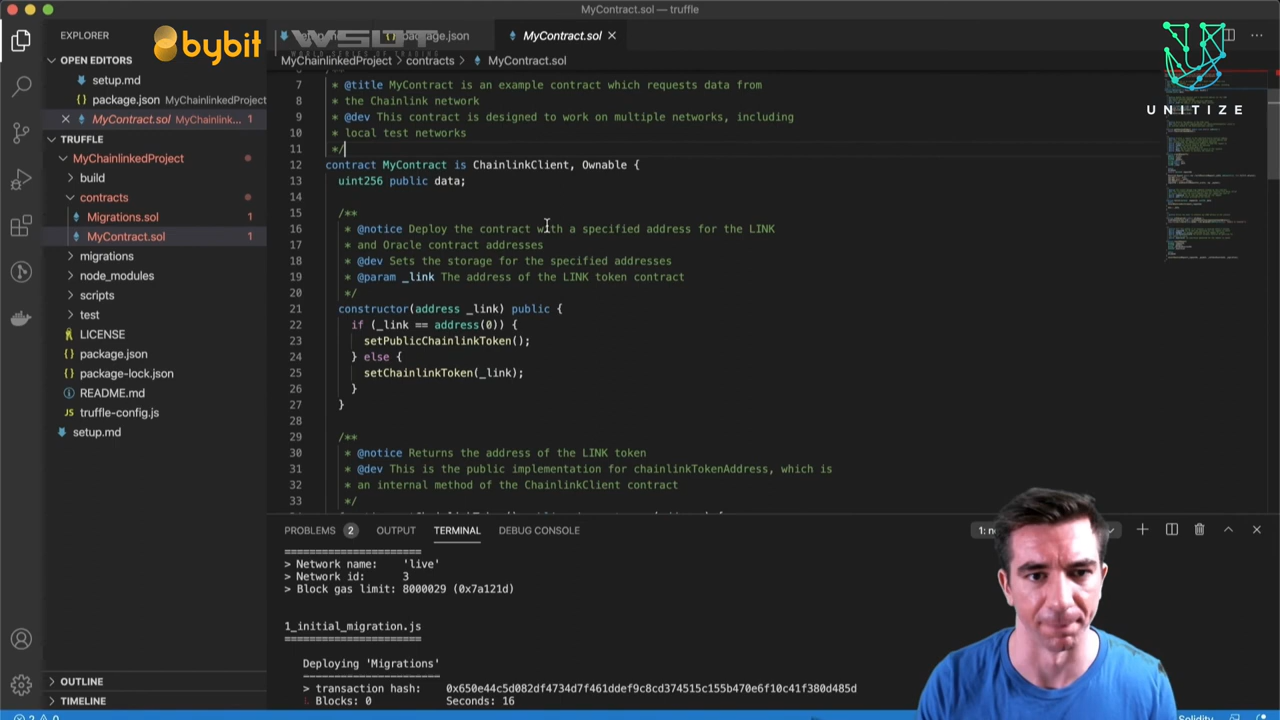 MyContract.sol — truffle
EXPLORER
bybit
WSOT
WORLD SERIES OF TRADING
package.json
MyContract.sol
UNITIZE
OPEN EDITORS
setup.md
package.json MyChainlinkedProject
MyContract.sol MyChainlink... 1
TRUFFLE
MyChainlinkedProject
build
contracts
Migrations.sol 1
MyContract.sol 1
migrations
node_modules
scripts
test
LICENSE
package.json
package-lock.json
README.md
truffle-config.js
setup.md
OUTLINE
TIMELINE
MyChainlinkedProject > contracts > MyContract.sol
7 * @title MyContract is an example contract which requests data from
8 * the Chainlink network
9 * @dev This contract is designed to work on multiple networks, including
10 * local test networks
11 */
12 contract MyContract is ChainlinkClient, Ownable {
13 uint256 public data;
14
15 /**
16 * @notice Deploy the contract with a specified address for the LINK
17 * and Oracle contract addresses
18 * @dev Sets the storage for the specified addresses
19 * @param _link The address of the LINK token contract
20 */
21 constructor(address _link) public {
22 if (_link == address(0)) {
23 setPublicChainlinkToken();
24 } else {
25 setChainlinkToken(_link);
26 }
27 }
28
29 /**
30 * @notice Returns the address of the LINK token
31 * @dev This is the public implementation for chainlinkTokenAddress, which is
32 * an internal method of the ChainlinkClient contract
33 */
PROBLEMS 2 OUTPUT TERMINAL DEBUG CONSOLE
======================
> Network name: 'live'
> Network id: 3
> Block gas limit: 8000029 (0x7a121d)
1_initial_migration.js
======================
Deploying 'Migrations'
----------------------
> transaction hash: 0x650e44c5d082df4734d7f461ddef9c8cd374515c155b470e6f10c41f380d485d
Blocks: 0 Seconds: 16
Solidity